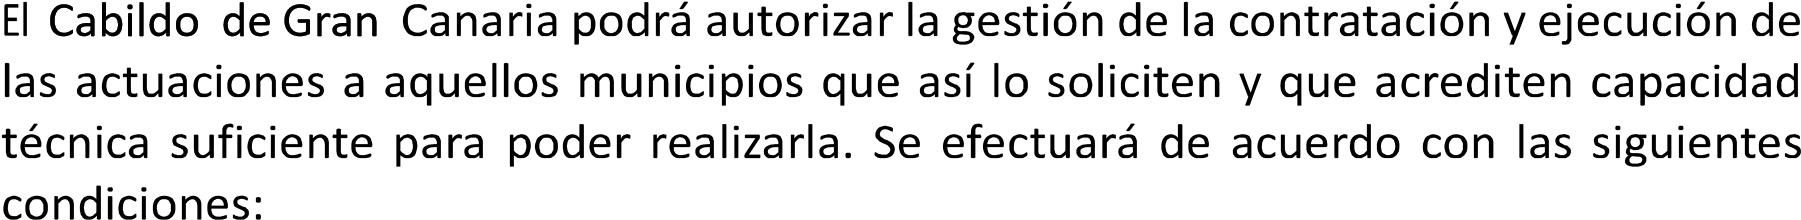 El Cabildo de Gran Canaria podrá autorizar la gestión de la contratación y ejecución de
las actuaciones a aquellos municipios que así lo soliciten y que acrediten capacidad
técnica suficiente para poder realizarla. Se efectuará de acuerdo con las siguientes
condiciones: